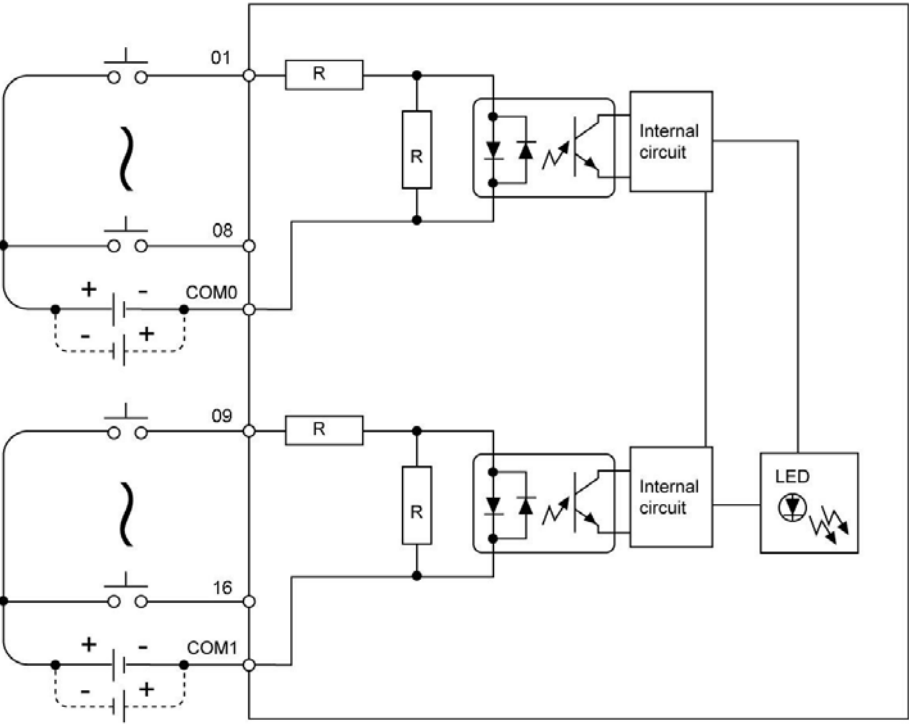 01
R
R
Internal
circuit
08
+ -
COM0
- +
09
R
R
Internal
circuit
LED
16
+ -
COM1
- +